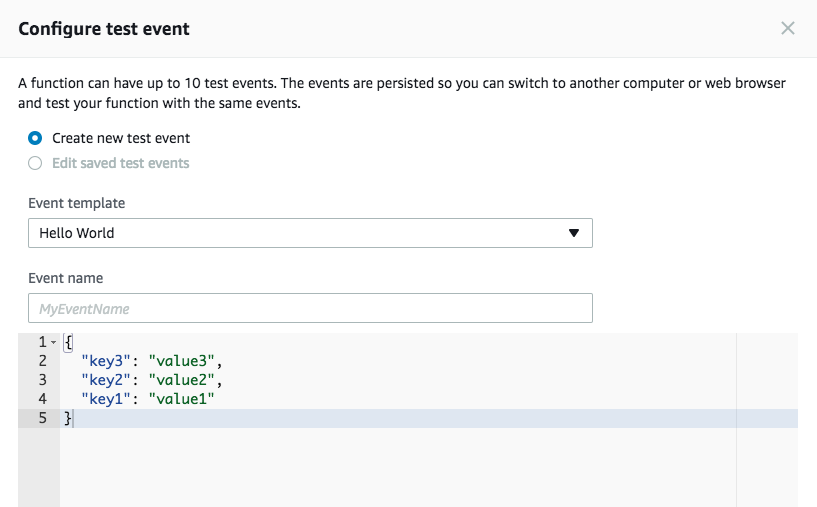 Configure test event
A function can have up to 10 test events. The events are persisted so you can switch to another computer or web browser
and test your function with the same events.
Create new test event
Edit saved test events
Event template
Hello World
Event name
MyEventName
1 {
2 "key3": "value3",
3 "key2": "value2",
4 "key1": "value1"
5 }